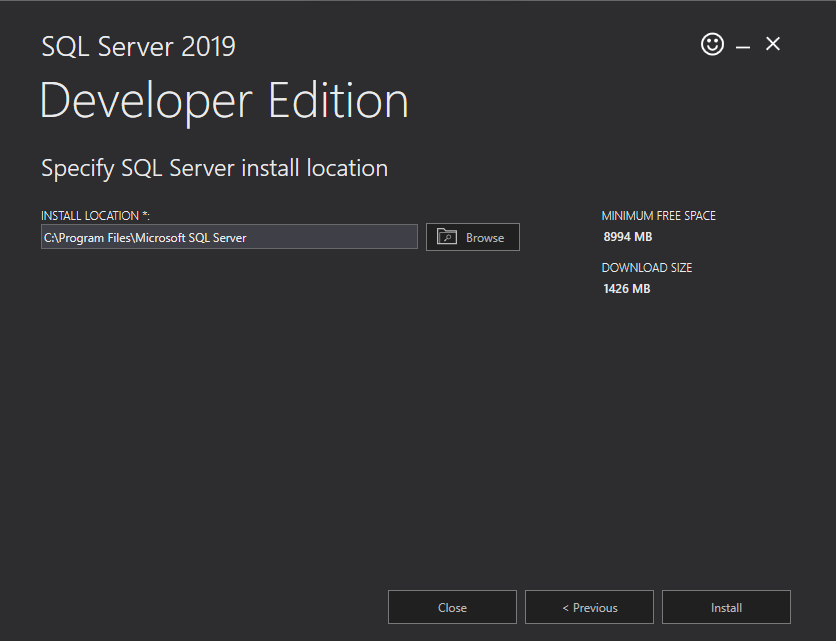 SQL Server 2019
Developer Edition
Specify SQL Server install location
INSTALL LOCATION *:
C:\Program Files\Microsoft SQL Server
Browse
MINIMUM FREE SPACE
8994 MB
DOWNLOAD SIZE
1426 MB
Close
< Previous
Install